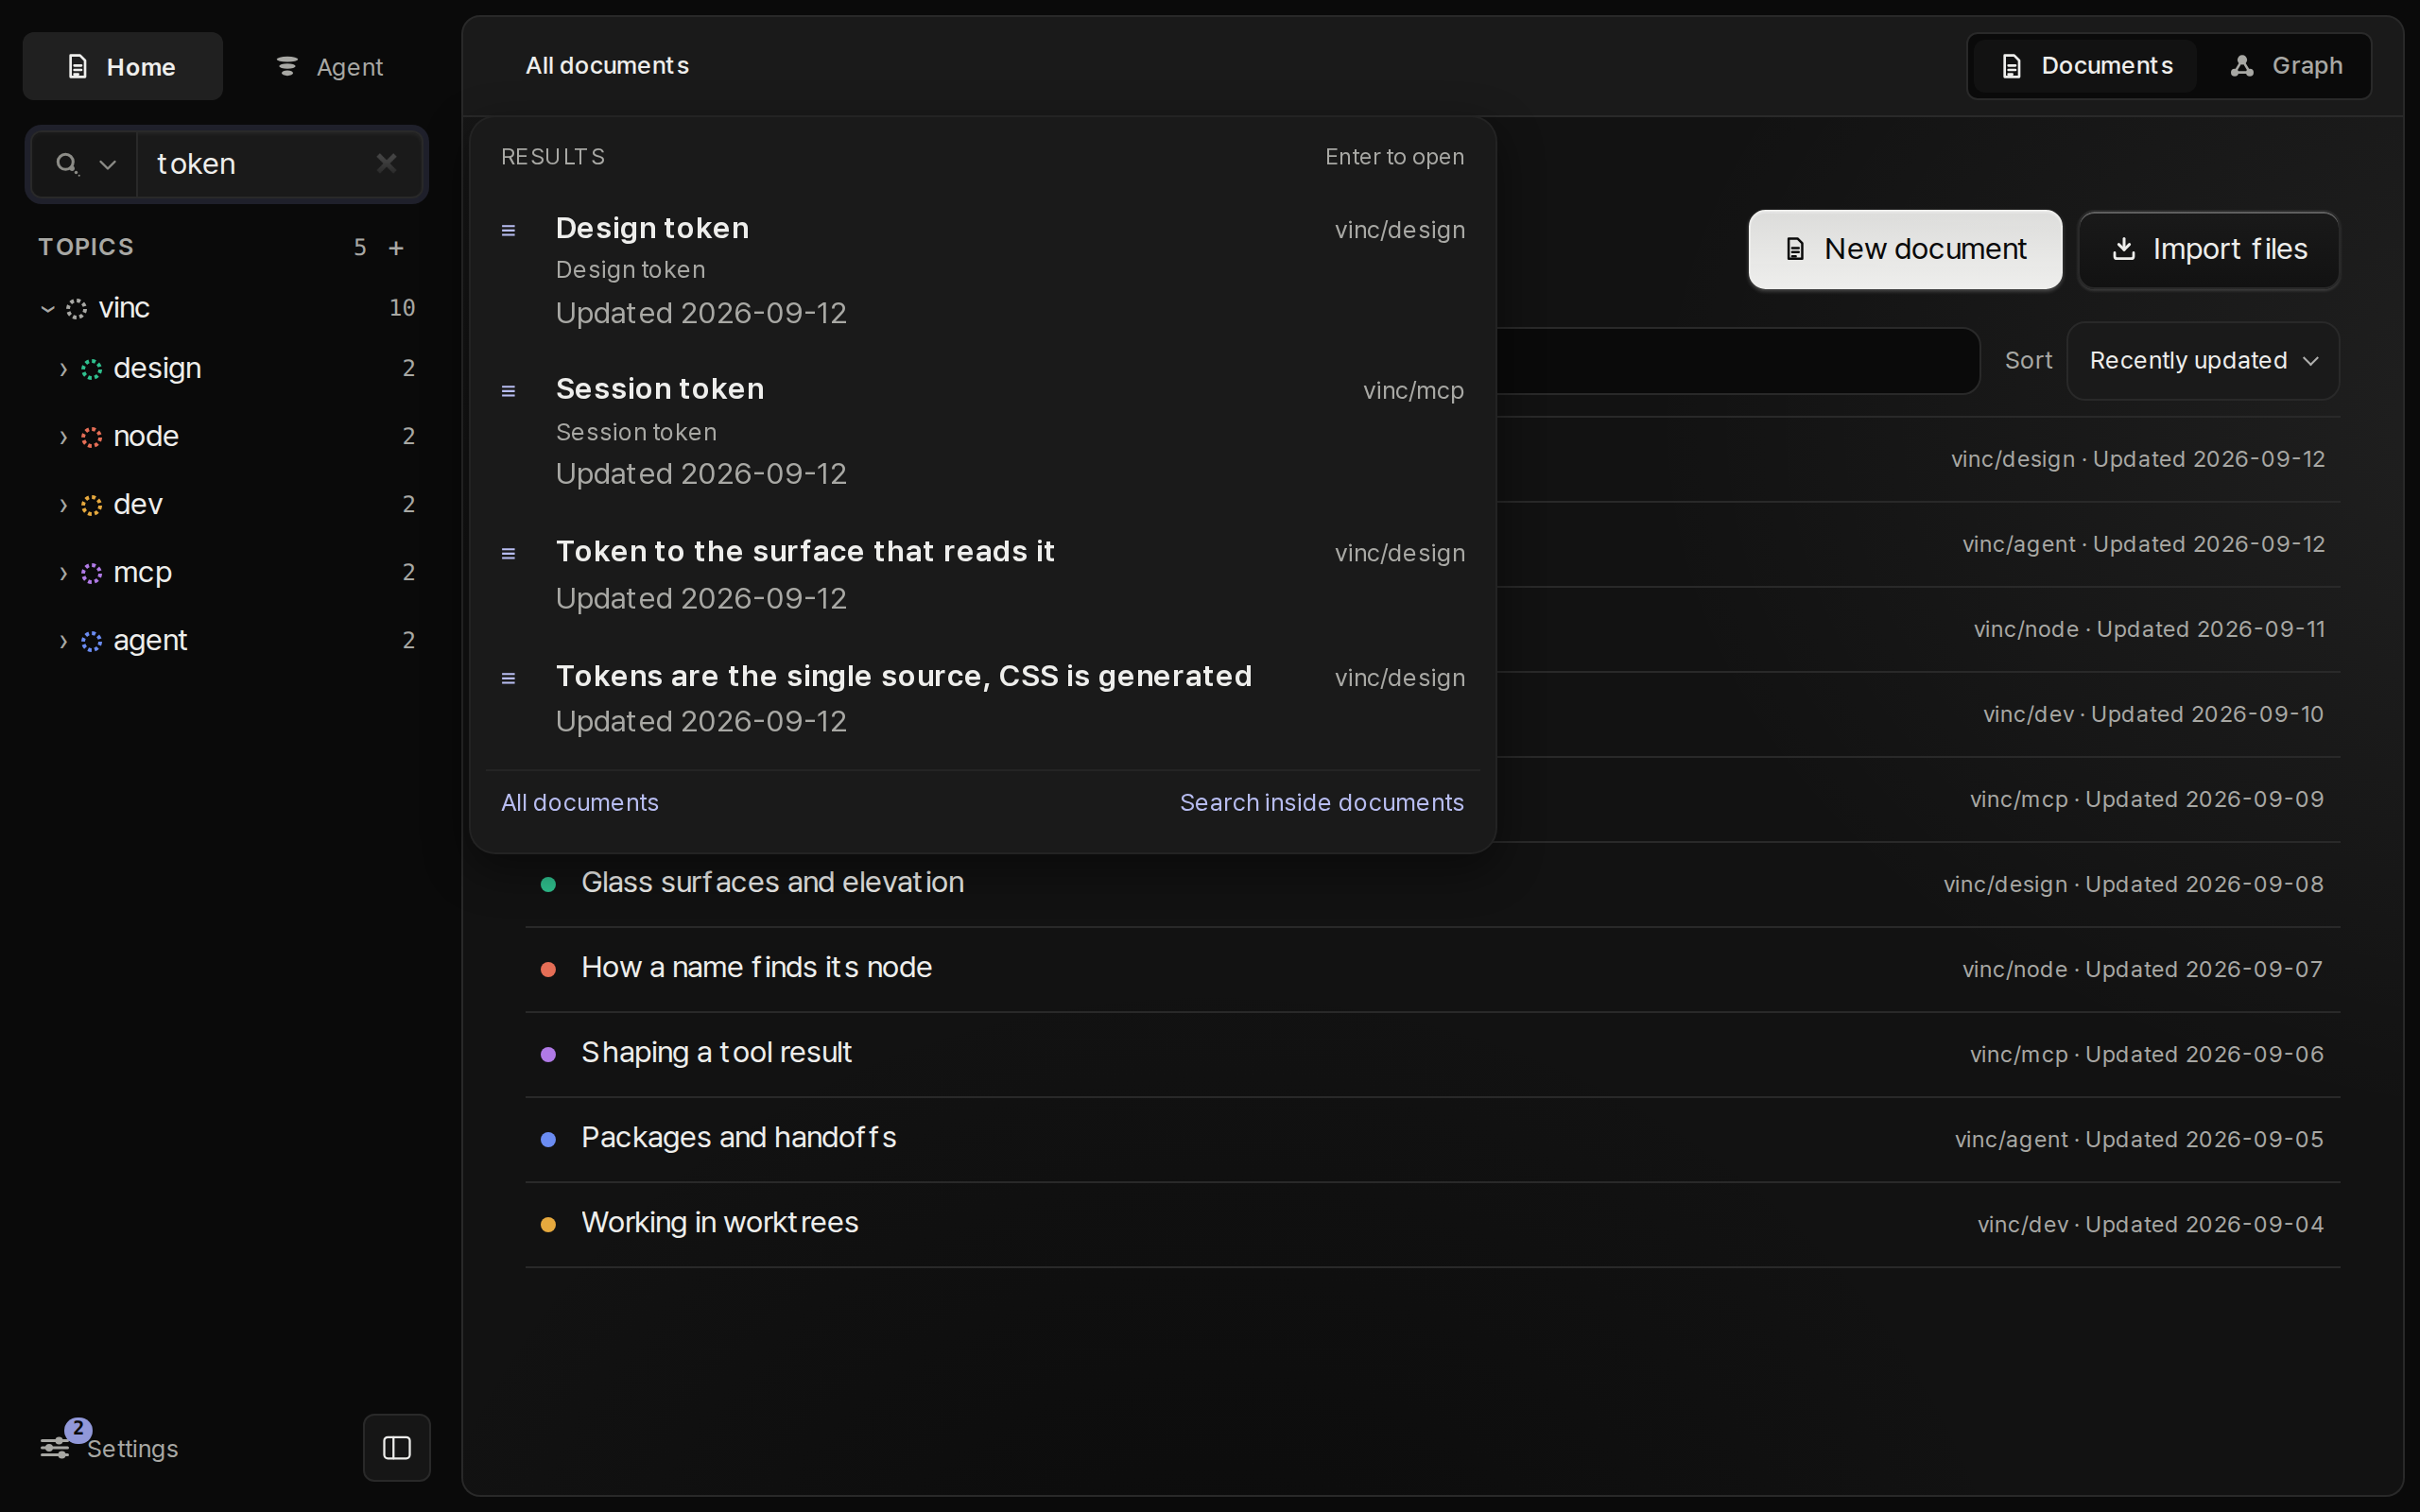 Home
Agent
token
TOPICS 5 +
vinc 10
design 2
node 2
dev 2
mcp 2
agent 2
2
Settings
All documents
Documents
Graph
RESULTS Enter to open
Design token vinc/design
Design token
Updated 2026-09-12
Session token vinc/mcp
Session token
Updated 2026-09-12
Token to the surface that reads it vinc/design
Updated 2026-09-12
Tokens are the single source, CSS is generated vinc/design
Updated 2026-09-12
All documents Search inside documents
New document
Import files
Sort Recently updated
vinc/design · Updated 2026-09-12
vinc/agent · Updated 2026-09-12
vinc/node · Updated 2026-09-11
vinc/dev · Updated 2026-09-10
vinc/mcp · Updated 2026-09-09
Glass surfaces and elevation vinc/design · Updated 2026-09-08
How a name finds its node vinc/node · Updated 2026-09-07
Shaping a tool result vinc/mcp · Updated 2026-09-06
Packages and handoffs vinc/agent · Updated 2026-09-05
Working in worktrees vinc/dev · Updated 2026-09-04